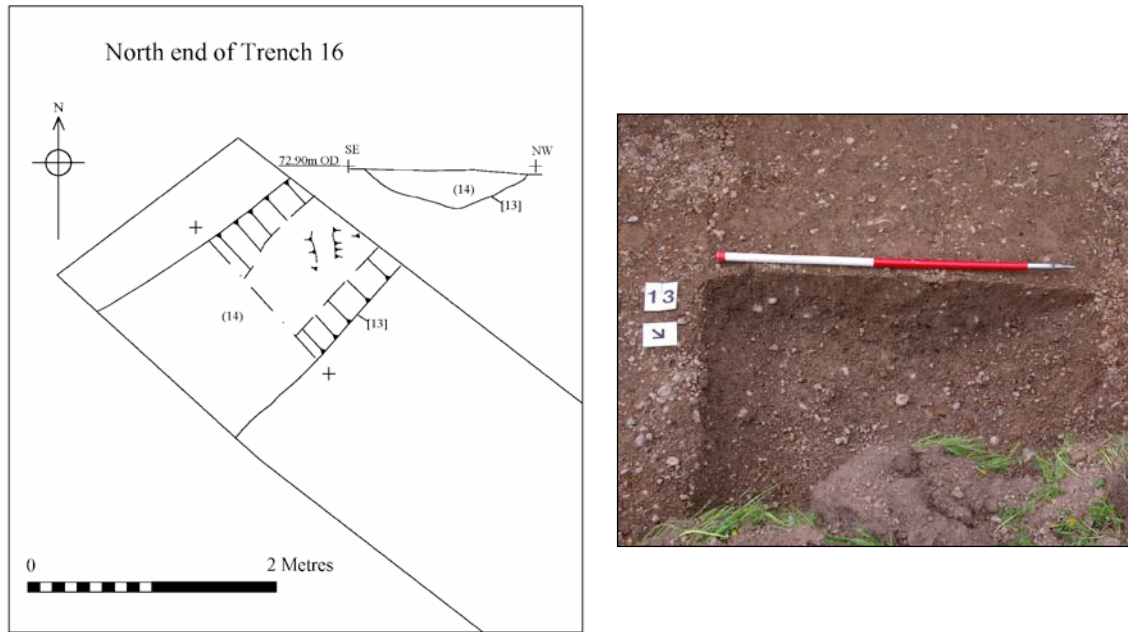 North end of Trench 16
N
SE
NW
72.90m OD
(14)
[13]
(14)
[13]
0 2 Metres
13